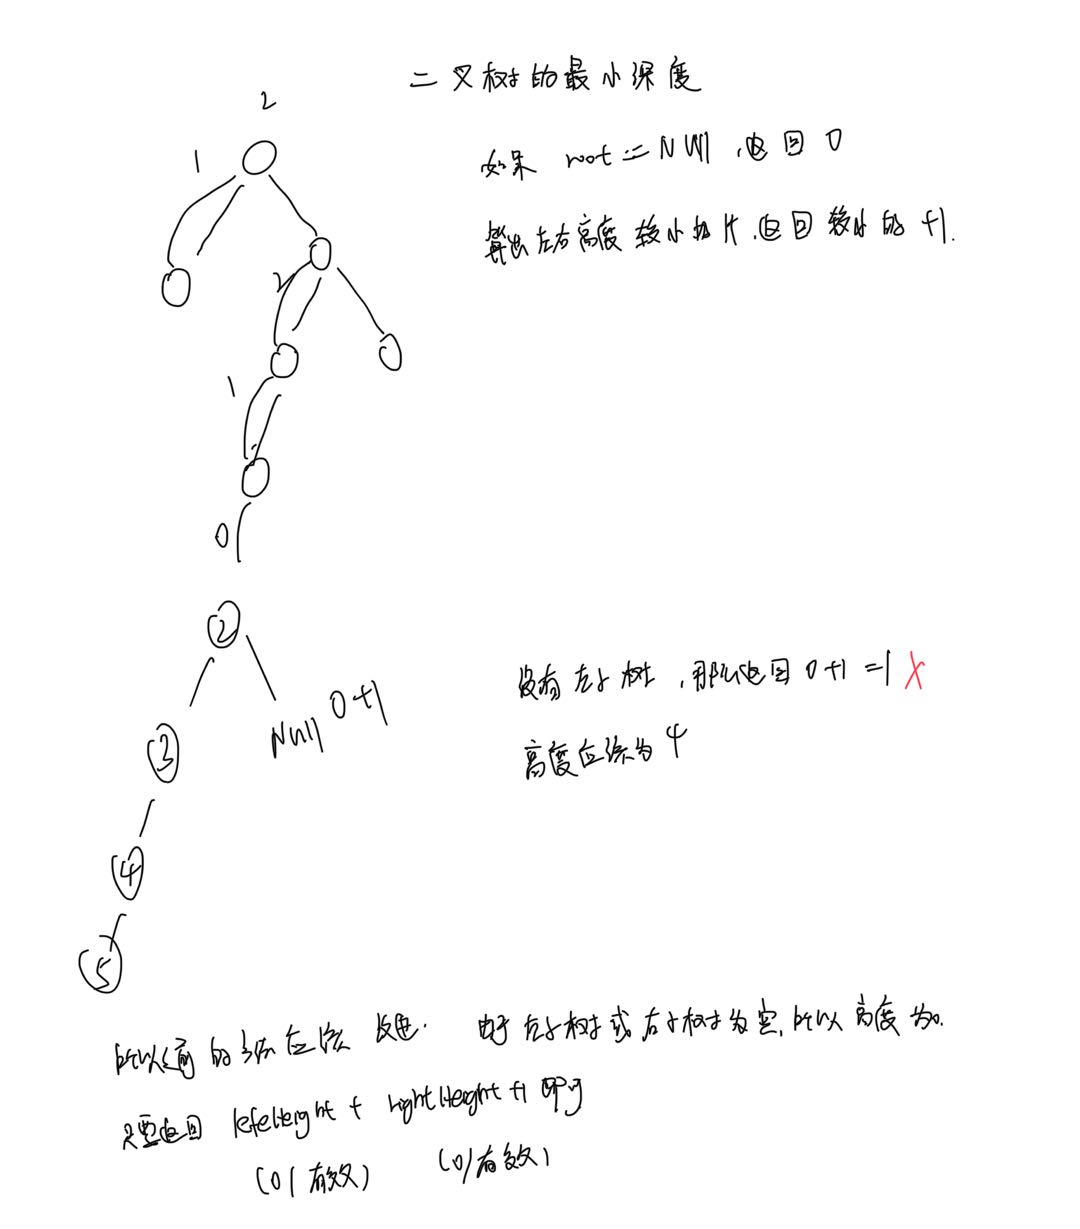 二叉树的最小深度
2
1
如果 root == NULL,返回 0
算出左右高度 较小 返回 较小的 +1.
2
1
0
2
没有左子树,那么返回 0+1 =1 X
Null 0+1
3
高度应该为 4
4
5
所以之前的 应该 改进. 由于 左子树 或 右子树 为空, 所以 高度 为0.
只要返回 leftHeight + rightHeight +1 即可
(0/有效) (0/有效)